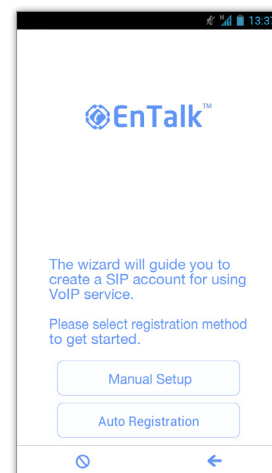 13:37
EnTalk™
The wizard will guide you to
create a SIP account for using
VoIP service.
Please select registration method
to get started.
Manual Setup
Auto Registration